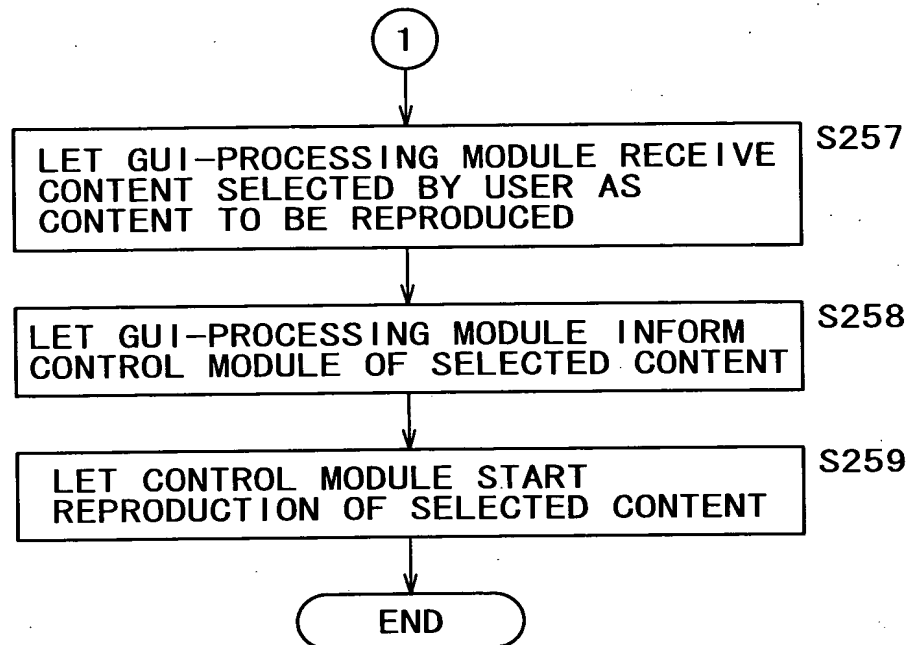 1
S257
LET GUI-PROCESSING MODULE RECEIVE
CONTENT SELECTED BY USER AS
CONTENT TO BE REPRODUCED
S258
LET GUI-PROCESSING MODULE INFORM
CONTROL MODULE OF SELECTED CONTENT
S259
LET CONTROL MODULE START
REPRODUCTION OF SELECTED CONTENT
END